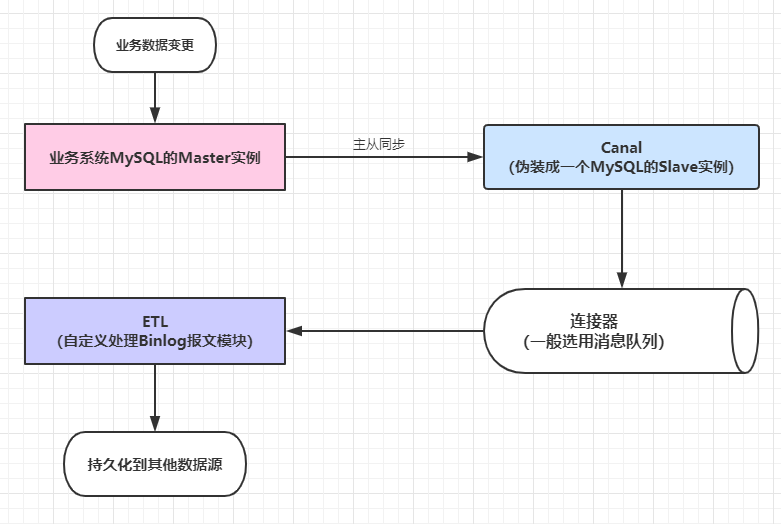 业务数据变更
业务系统MySQL的Master实例
主从同步
Canal
（伪装成一个MySQL的Slave实例）
连接器
（一般选用消息队列）
ETL
（自定义处理Binlog报文模块）
持久化到其他数据源